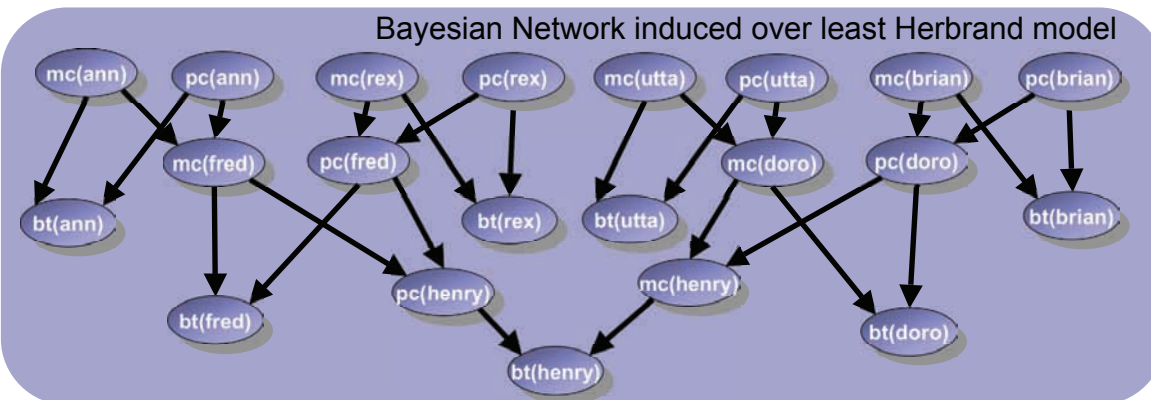 Bayesian Network induced over least Herbrand model
mc(ann) pc(ann) mc(rex) pc(rex) mc(utta) pc(utta) mc(brian) pc(brian)
mc(fred) pc(fred) mc(doro) pc(doro)
bt(ann) bt(rex) bt(utta) bt(brian)
pc(henry) mc(henry)
bt(fred) bt(doro)
bt(henry)